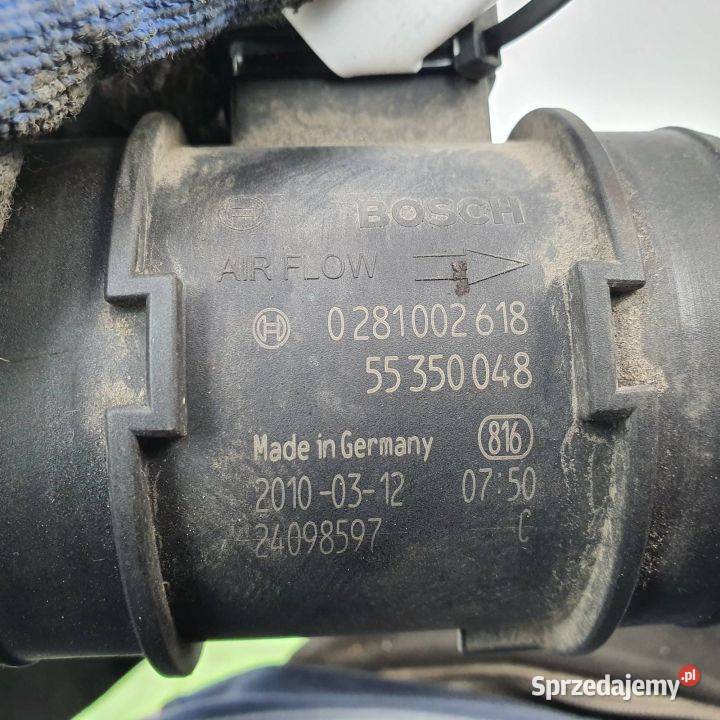 BOSCH
AIR FLOW
0 281 002 618
55 350 048
Made in Germany 816
2010-03-12 07:50
24098597 C
Sprzedajemy.pl